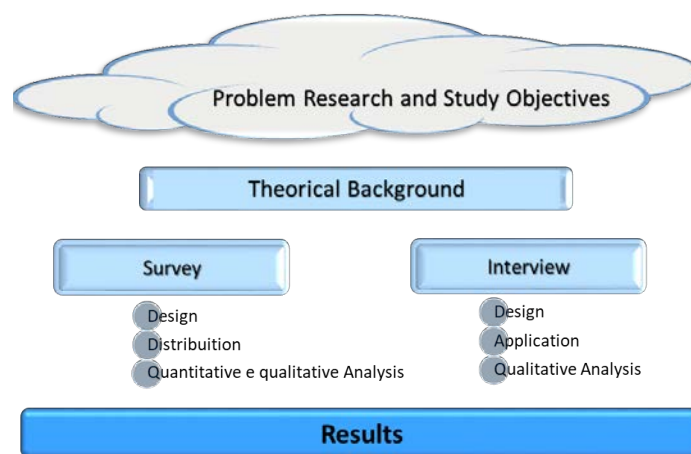 Problem Research and Study Objectives
Theorical Background
Survey
Design
Distribuition
Quantitative e qualitative Analysis
Interview
Design
Application
Qualitative Analysis
Results